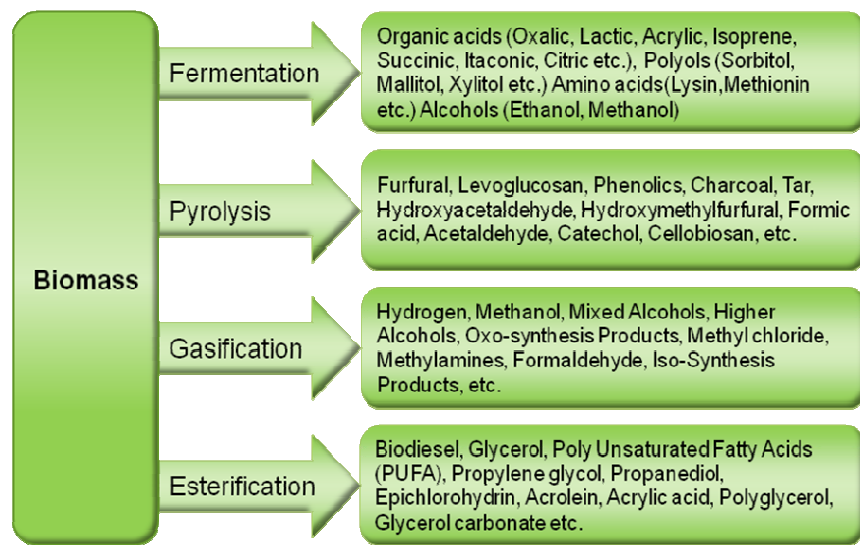 Biomass
Fermentation
Organic acids (Oxalic, Lactic, Acrylic, Isoprene,
Succinic, Itaconic, Citric etc.), Polyols (Sorbitol,
Mallitol, Xylitol etc.) Amino acids(Lysin,Methionin
etc.) Alcohols (Ethanol, Methanol)
Pyrolysis
Furfural, Levoglucosan, Phenolics, Charcoal, Tar,
Hydroxyacetaldehyde, Hydroxymethylfurfural, Formic
acid, Acetaldehyde, Catechol, Cellobiosan, etc.
Gasification
Hydrogen, Methanol, Mixed Alcohols, Higher
Alcohols, Oxo-synthesis Products, Methyl chloride,
Methylamines, Formaldehyde, Iso-Synthesis
Products, etc.
Esterification
Biodiesel, Glycerol, Poly Unsaturated Fatty Acids
(PUFA), Propylene glycol, Propanediol,
Epichlorohydrin, Acrolein, Acrylic acid, Polyglycerol,
Glycerol carbonate etc.